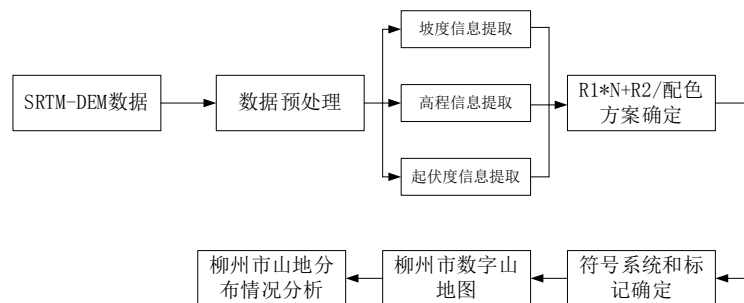 SRTM-DEM数据
数据预处理
坡度信息提取
高程信息提取
起伏度信息提取
R1*N+R2/配色
方案确定
符号系统和标
记确定
柳州市数字山
地图
柳州市山地分
布情况分析